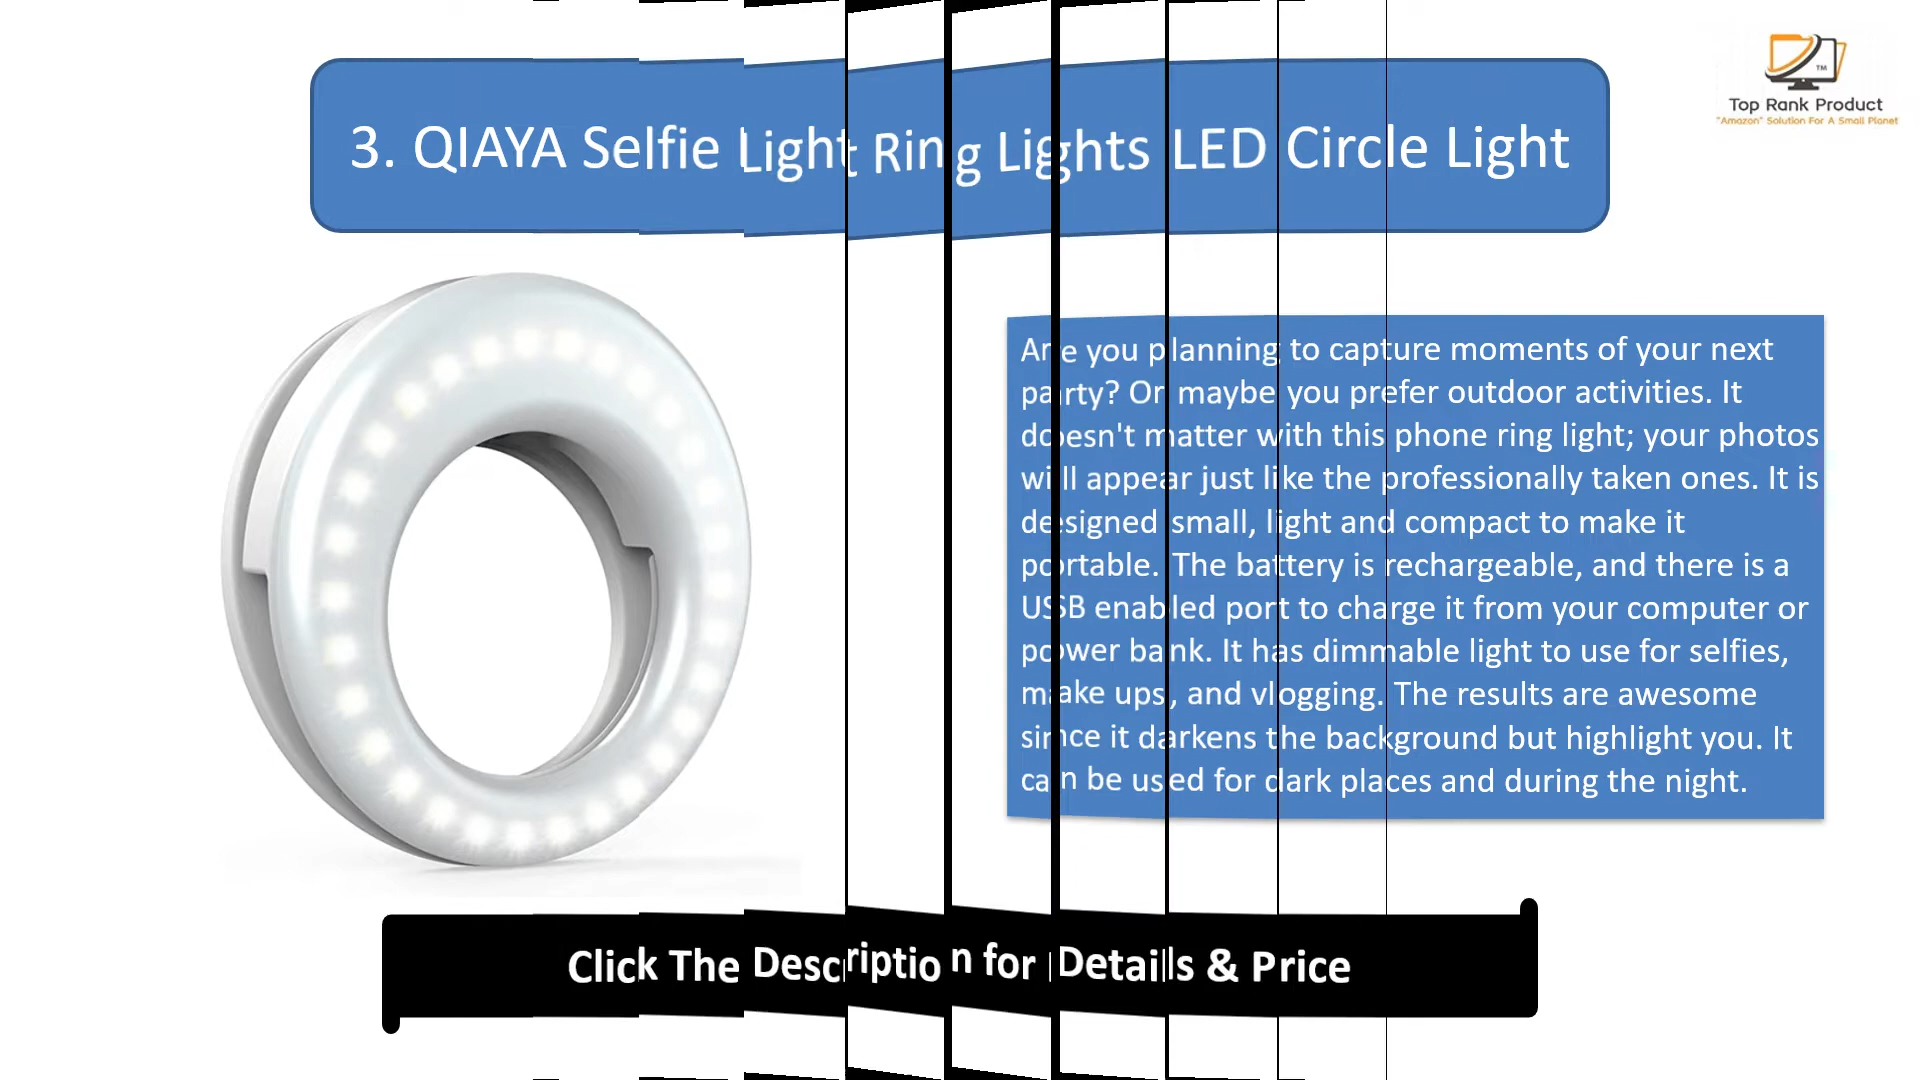 3. QIAYA Selfie Light Ring Lights LED Circle Light
TM
Top Rank Product
"Amazon" Solution For A Small Planet
Are you planning to capture moments of your next
party? Or maybe you prefer outdoor activities. It
doesn't matter with this phone ring light; your photos
will appear just like the professionally taken ones. It is
designed small, light and compact to make it
portable. The battery is rechargeable, and there is a
USB enabled port to charge it from your computer or
power bank. It has dimmable light to use for selfies,
make ups, and vlogging. The results are awesome
since it darkens the background but highlight you. It
can be used for dark places and during the night.
Click The Description for Details & Price